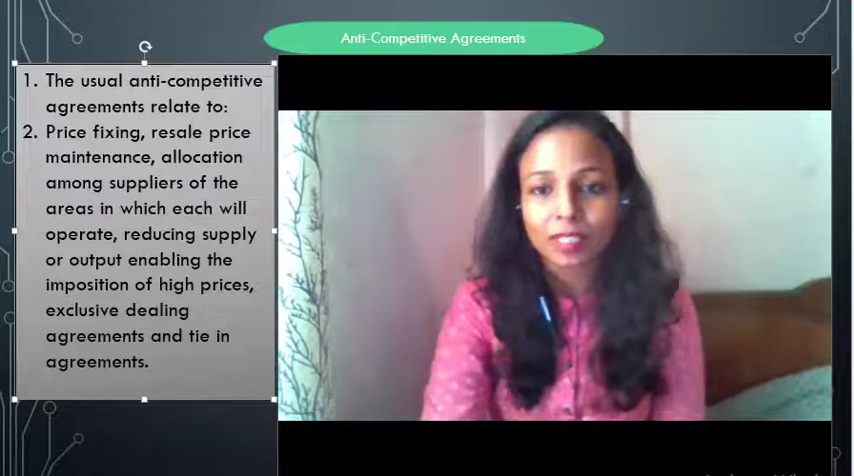 Anti-Competitive Agreements
1. The usual anti-competitive
agreements relate to:
2. Price fixing, resale price
maintenance, allocation
among suppliers of the
areas in which each will
operate, reducing supply
or output enabling the
imposition of high prices,
exclusive dealing
agreements and tie in
agreements.